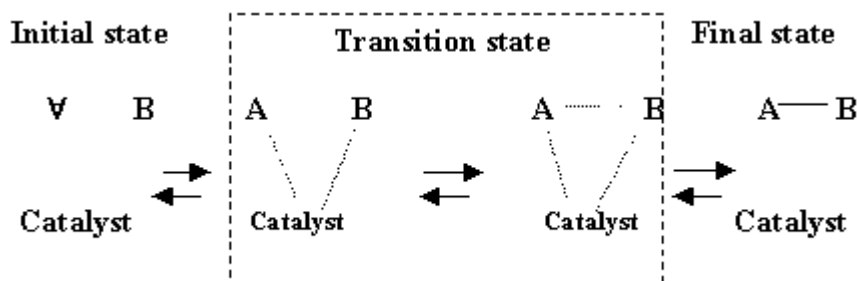 Initial state
Transition state
Final state
∀ B
A B
A B
A B
Catalyst
Catalyst
Catalyst
Catalyst